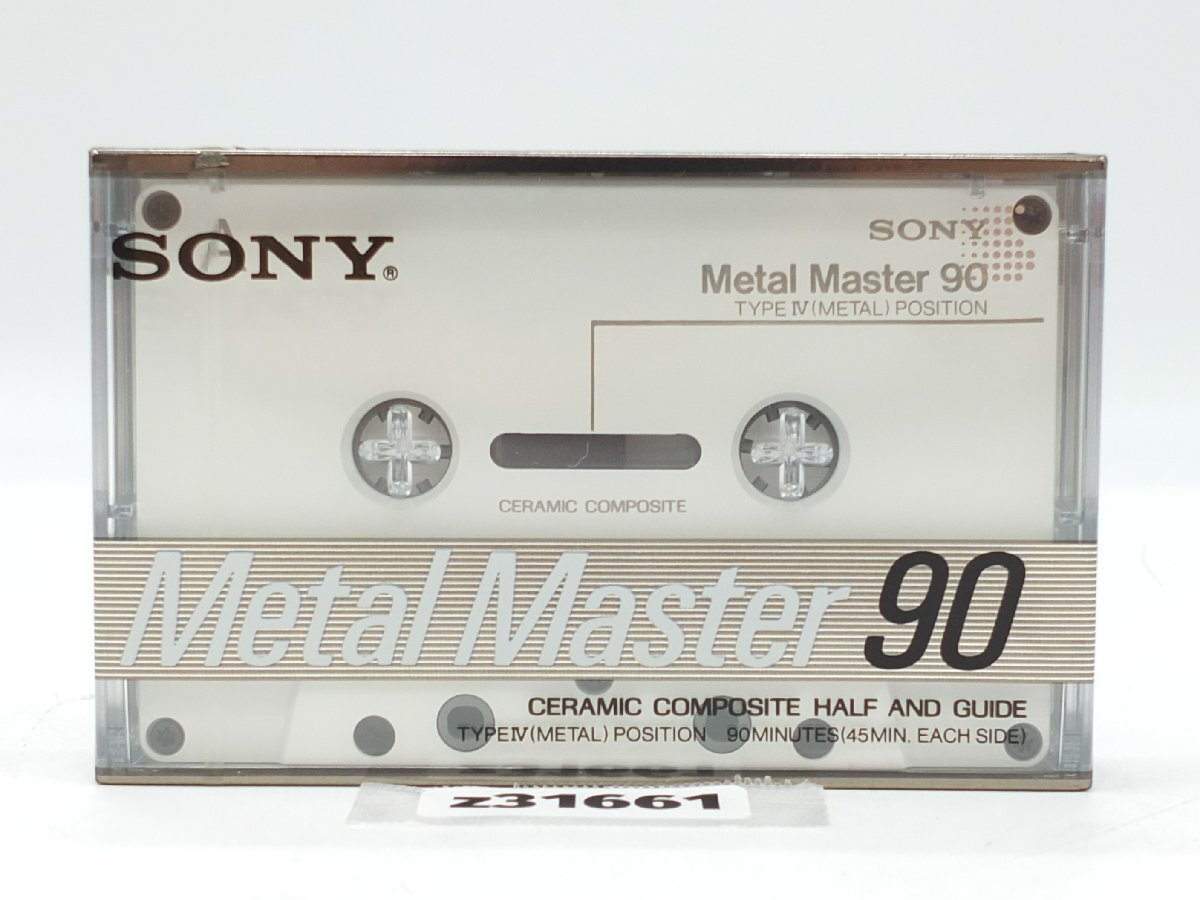 A
SONY®
SONY
Metal Master 90
TYPE IV (METAL) POSITION
CERAMIC COMPOSITE
Metal Master 90
CERAMIC COMPOSITE HALF AND GUIDE
TYPE IV (METAL) POSITION 90MINUTES (45MIN. EACH SIDE)
z31661